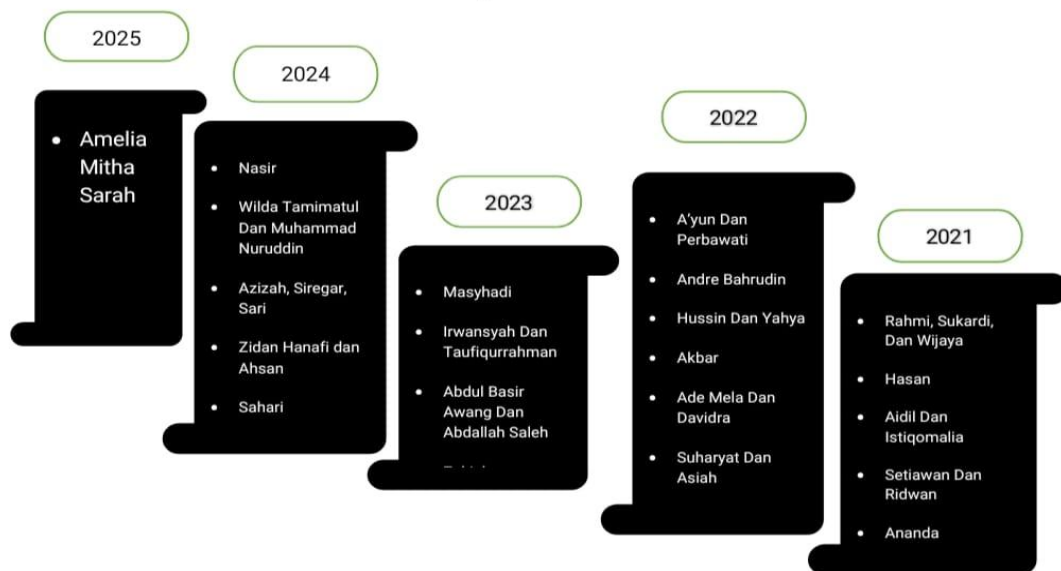 2025
• Amelia
Mitha
Sarah
2024
• Nasir
• Wilda Tamimatul
Dan Muhammad
Nuruddin
• Azizah, Siregar,
Sari
• Zidan Hanafi dan
Ahsan
• Sahari
2023
• Masyhadi
• Irwansyah Dan
Taufiqurrahman
• Abdul Basir
Awang Dan
Abdallah Saleh
2022
• A’yun Dan
Perbawati
• Andre Bahrudin
• Hussin Dan Yahya
• Akbar
• Ade Mela Dan
Davidra
• Suharyat Dan
Asiah
2021
• Rahmi, Sukardi,
Dan Wijaya
• Hasan
• Aidil Dan
Istiqomalia
• Setiawan Dan
Ridwan
• Ananda